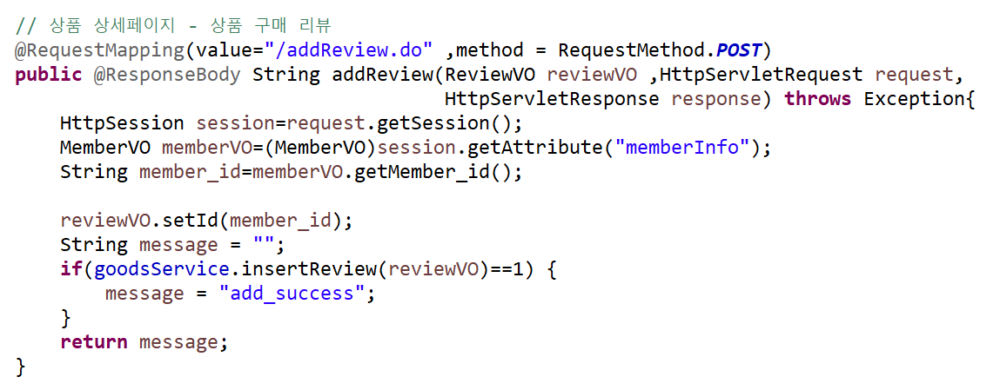 // 상품 상세페이지 - 상품 구매 리뷰
@RequestMapping(value="/addReview.do" ,method = RequestMethod.POST)
public @ResponseBody String addReview(ReviewVO reviewVO ,HttpServletRequest request,
                                      HttpServletResponse response) throws Exception{
    HttpSession session=request.getSession();
    MemberVO memberVO=(MemberVO)session.getAttribute("memberInfo");
    String member_id=memberVO.getMember_id();

    reviewVO.setId(member_id);
    String message = "";
    if(goodsService.insertReview(reviewVO)==1) {
        message = "add_success";
    }
    return message;
}